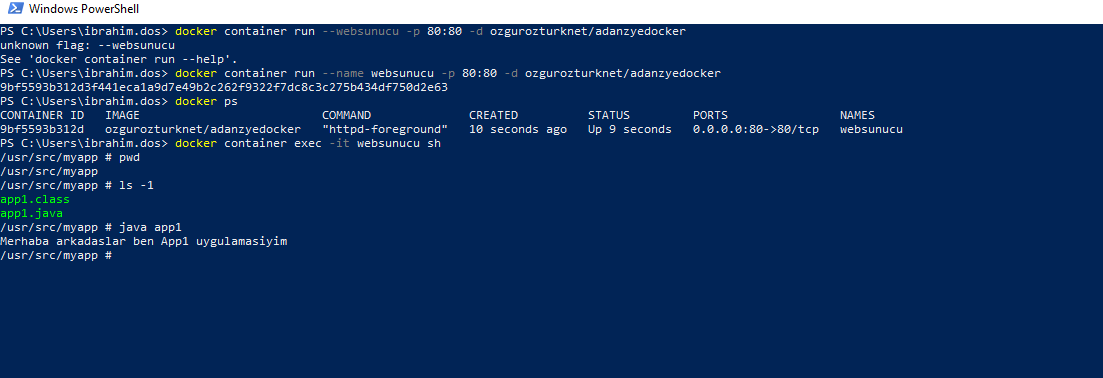 Windows PowerShell
PS C:\Users\ibrahim.dos> docker container run --websunucu -p 80:80 -d ozgurozturknet/adanzyedocker
unknown flag: --websunucu
See 'docker container run --help'.
PS C:\Users\ibrahim.dos> docker container run --name websunucu -p 80:80 -d ozgurozturknet/adanzyedocker
9bf5593b312d3f441eca1a9d7e49b2c262f9322f7dc8c3c275b434df750d2e63
PS C:\Users\ibrahim.dos> docker ps
CONTAINER ID   IMAGE                          COMMAND              CREATED          STATUS         PORTS                NAMES
9bf5593b312d   ozgurozturknet/adanzyedocker   "httpd-foreground"   10 seconds ago   Up 9 seconds   0.0.0.0:80->80/tcp   websunucu
PS C:\Users\ibrahim.dos> docker container exec -it websunucu sh
/usr/src/myapp # pwd
/usr/src/myapp
/usr/src/myapp # ls -1
app1.class
app1.java
/usr/src/myapp # java app1
Merhaba arkadaslar ben App1 uygulamasiyim
/usr/src/myapp #